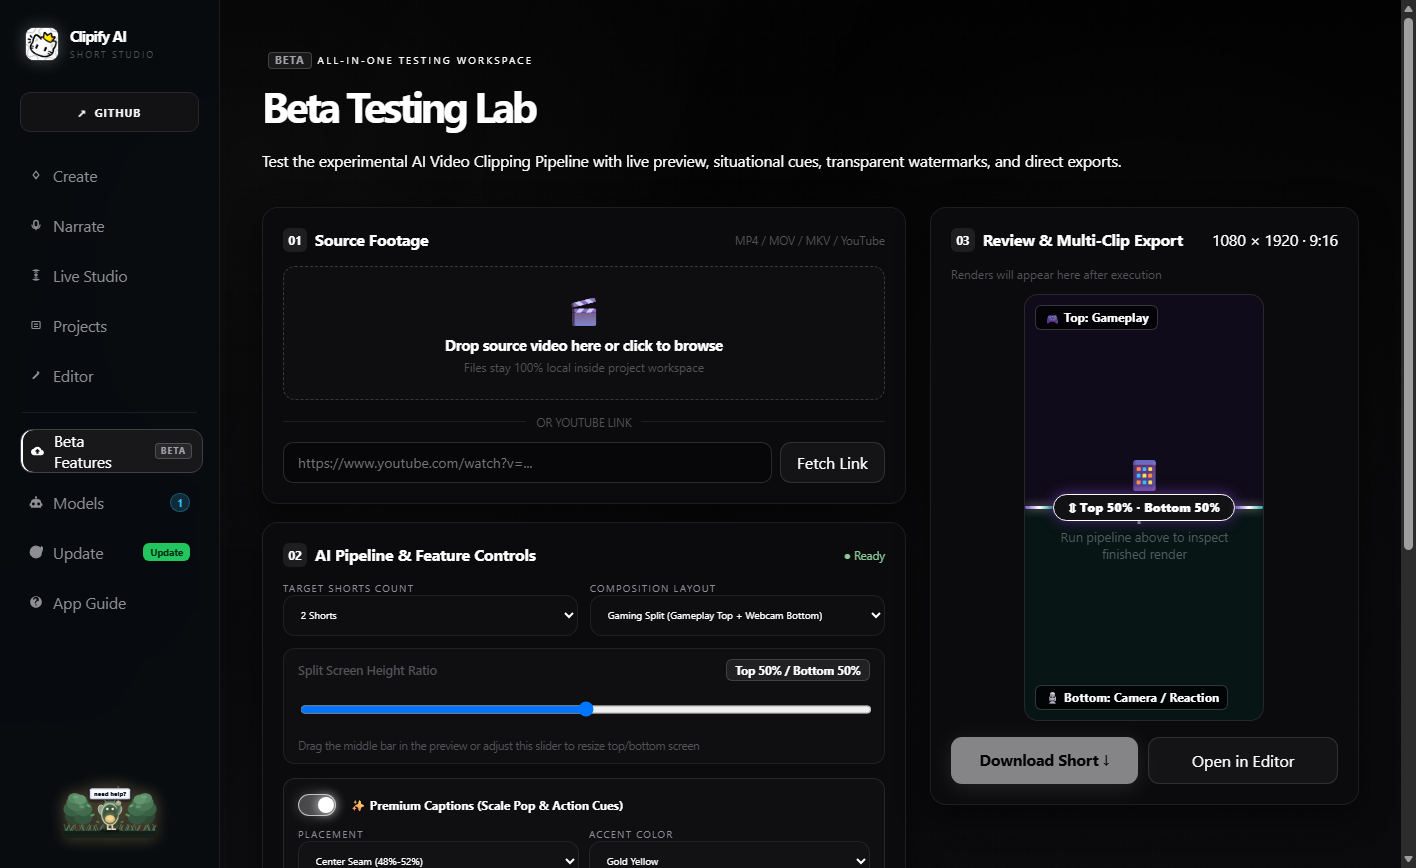 Clipify AI
SHORT STUDIO
↗ GITHUB
Create
Narrate
Live Studio
Projects
Editor
Beta Features
BETA
Models
1
Update
Update
App Guide
need help?
BETA ALL-IN-ONE TESTING WORKSPACE
Beta Testing Lab
Test the experimental AI Video Clipping Pipeline with live preview, situational cues, transparent watermarks, and direct exports.
01 Source Footage
MP4 / MOV / MKV / YouTube
Drop source video here or click to browse
Files stay 100% local inside project workspace
OR YOUTUBE LINK
https://www.youtube.com/watch?v=...
Fetch Link
02 AI Pipeline & Feature Controls
● Ready
TARGET SHORTS COUNT
COMPOSITION LAYOUT
2 Shorts
Gaming Split (Gameplay Top + Webcam Bottom)
Split Screen Height Ratio
Top 50% / Bottom 50%
Drag the middle bar in the preview or adjust this slider to resize top/bottom screen
✨ Premium Captions (Scale Pop & Action Cues)
PLACEMENT
ACCENT COLOR
Center Seam (48%-52%)
Gold Yellow
03 Review & Multi-Clip Export
1080 × 1920 · 9:16
Renders will appear here after execution
🎮 Top: Gameplay
⇕ Top 50% · Bottom 50%
Run pipeline above to inspect
finished render
🎙 Bottom: Camera / Reaction
Download Short ↓
Open in Editor